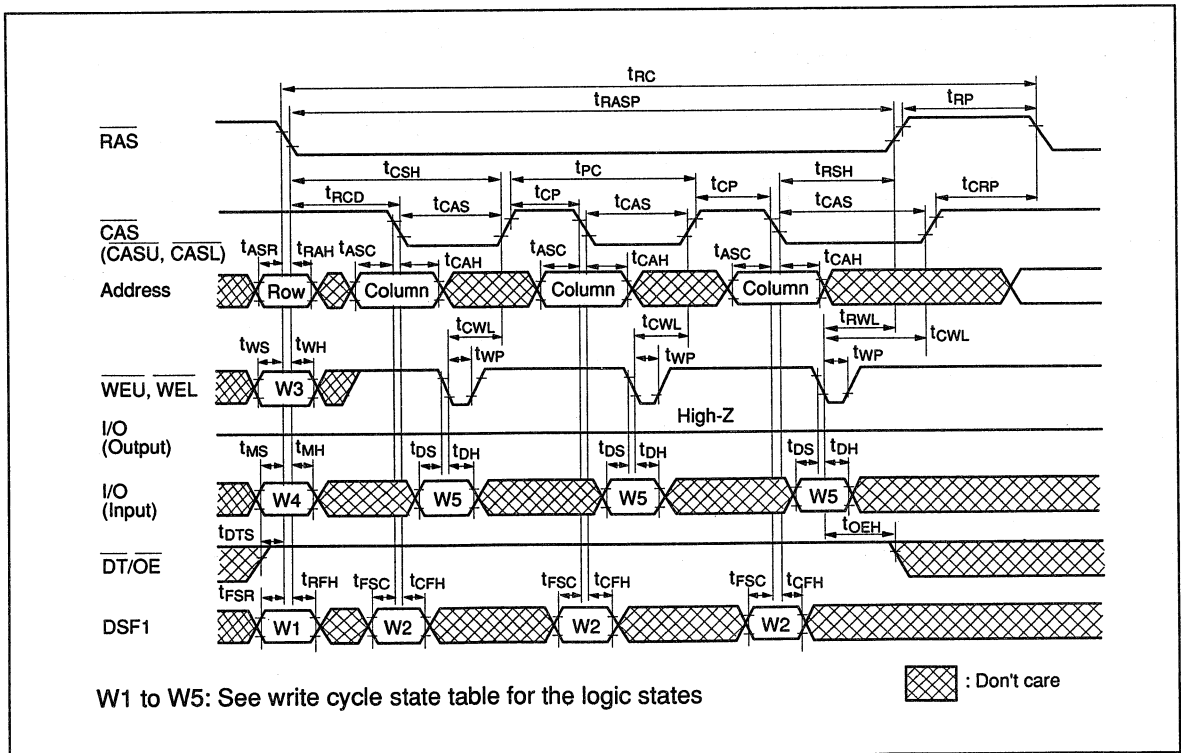 tRC
tRASP
tRP
RAS
tCSH
tPC
tRSH
tRCD
tCP
tCP
tCRP
tCAS
tCAS
tCAS
CAS
(CASU, CASL)
tASR
tRAH
tASC
tCAH
tASC
tCAH
tASC
tCAH
Address
Row
Column
Column
Column
tCWL
tCWL
tRWL
tCWL
tWS
tWH
tWP
tWP
tWP
WEU, WEL
W3
High-Z
I/O
(Output)
tMS
tMH
tDS
tDH
tDS
tDH
tDS
tDH
I/O
(Input)
W4
W5
W5
W5
tDTS
tOEH
DT/OE
tFSR
tRFH
tFSC
tCFH
tFSC
tCFH
tFSC
tCFH
DSF1
W1
W2
W2
W2
W1 to W5: See write cycle state table for the logic states
: Don't care